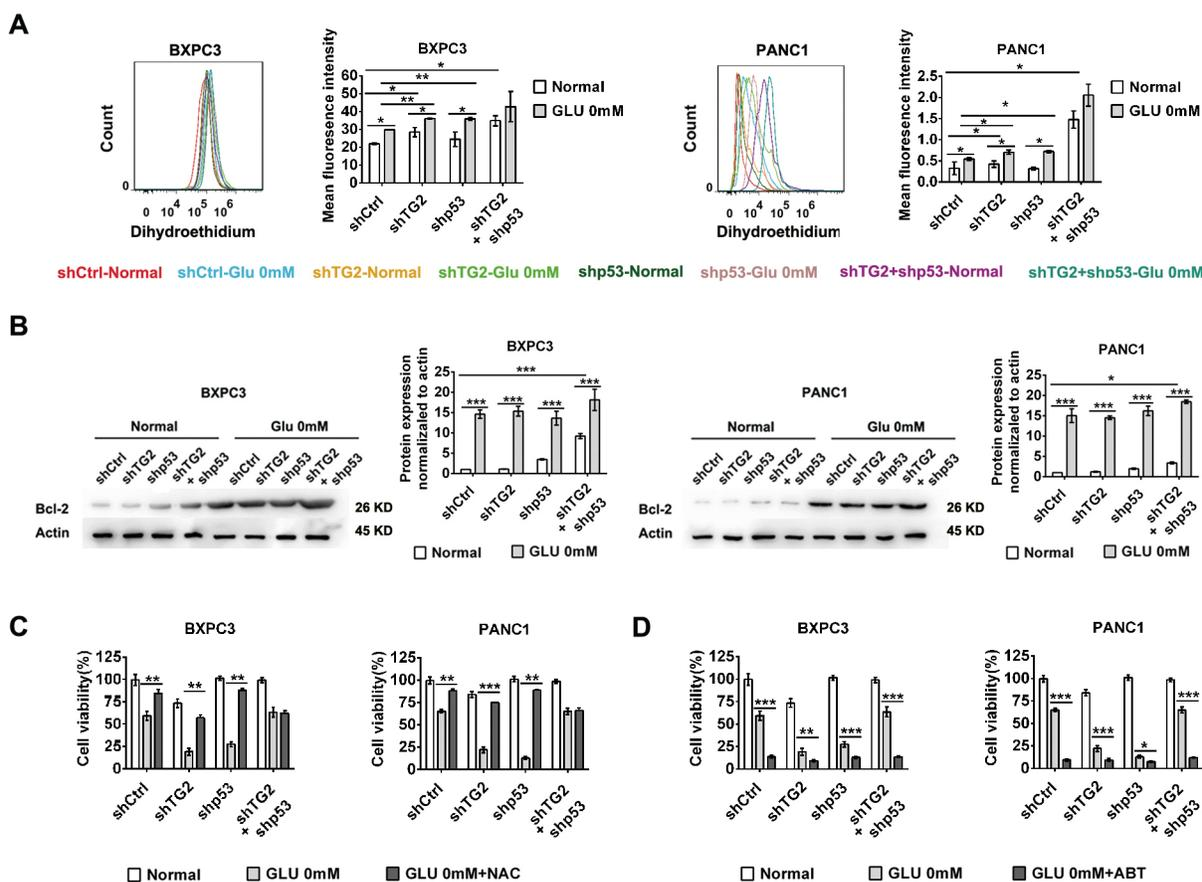 A
BXPC3
Count
0
0 10^4 10^5 10^6
Dihydroethidium
BXPC3
Mean fluoresence intensity
60
50
40
30
20
10
0
* ** * ** * * *
shCtrl
shTG2
shp53
shTG2
+ shp53
Normal
GLU 0mM
PANC1
Count
0
0 10^4 10^5 10^6
Dihydroethidium
PANC1
Mean fluoresence intensity
2.5
2.0
1.5
1.0
0.5
0.0
* * * * * * *
shCtrl
shTG2
shp53
shTG2
+ shp53
Normal
GLU 0mM
shCtrl-Normal shCtrl-Glu 0mM shTG2-Normal shTG2-Glu 0mM shp53-Normal shp53-Glu 0mM shTG2+shp53-Normal shTG2+shp53-Glu 0mM
B
BXPC3
Normal Glu 0mM
shCtrl shTG2 shp53 shTG2 + shp53 shCtrl shTG2 shp53 shTG2 + shp53
Bcl-2 26 KD
Actin 45 KD
BXPC3
Protein expression
normalizaled to actin
25
20
15
10
5
0
*** *** *** *** ***
shCtrl
shTG2
shp53
shTG2
+ shp53
Normal GLU 0mM
PANC1
Normal Glu 0mM
shCtrl shTG2 shp53 shTG2 + shp53 shCtrl shTG2 shp53 shTG2 + shp53
Bcl-2 26 KD
Actin 45 KD
PANC1
Protein expression
normalizaled to actin
25
20
15
10
5
0
* *** *** *** ***
shCtrl
shTG2
shp53
shTG2
+ shp53
Normal GLU 0mM
C
BXPC3
Cell viability(%)
125
100
75
50
25
0
** ** **
shCtrl
shTG2
shp53
shTG2
+ shp53
PANC1
Cell viability(%)
125
100
75
50
25
0
** *** **
shCtrl
shTG2
shp53
shTG2
+ shp53
Normal GLU 0mM GLU 0mM+NAC
D
BXPC3
Cell viability(%)
125
100
75
50
25
0
*** ** *** ***
shCtrl
shTG2
shp53
shTG2
+ shp53
PANC1
Cell viability(%)
125
100
75
50
25
0
*** *** * ***
shCtrl
shTG2
shp53
shTG2
+ shp53
Normal GLU 0mM GLU 0mM+ABT